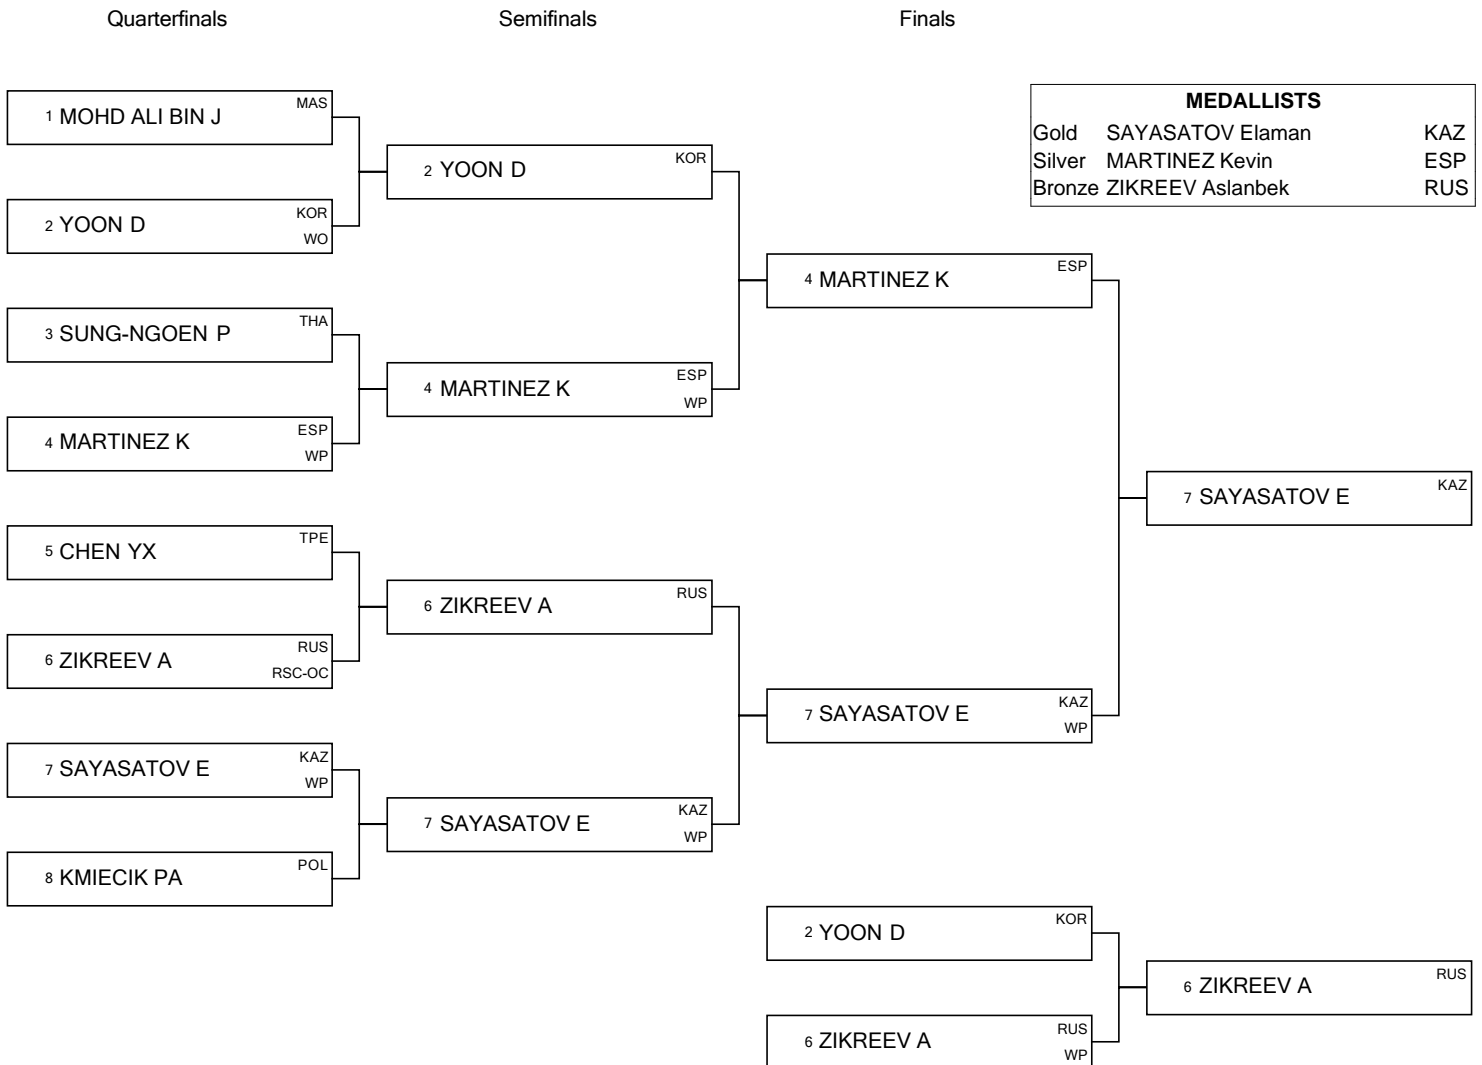 Quarterfinals Semifinals Finals
MEDALLISTS
Gold SAYASATOV Elaman KAZ
Silver MARTINEZ Kevin ESP
Bronze ZIKREEV Aslanbek RUS
1 MOHD ALI BIN J MAS
2 YOON D KOR
WO
3 SUNG-NGOEN P THA
4 MARTINEZ K ESP
WP
5 CHEN YX TPE
6 ZIKREEV A RUS
RSC-OC
7 SAYASATOV E KAZ
WP
8 KMIECIK PA POL
2 YOON D KOR
4 MARTINEZ K ESP
WP
6 ZIKREEV A RUS
7 SAYASATOV E KAZ
WP
4 MARTINEZ K ESP
7 SAYASATOV E KAZ
WP
7 SAYASATOV E KAZ
2 YOON D KOR
6 ZIKREEV A RUS
WP
6 ZIKREEV A RUS